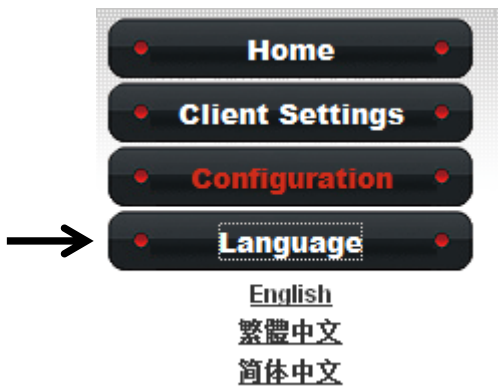 Home
Client Settings
Configuration
Language
English
繁體中文
简体中文